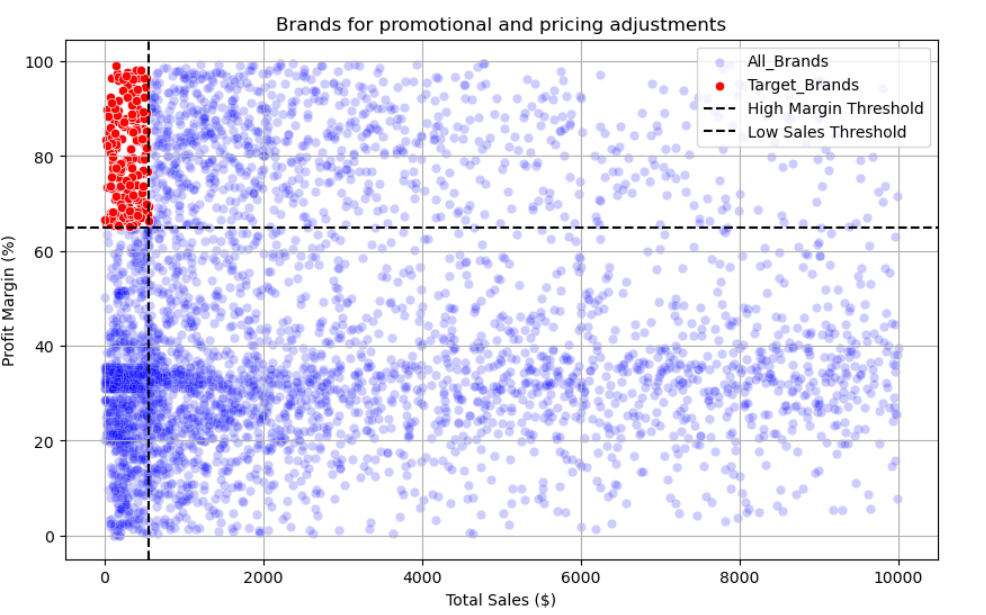 Brands for promotional and pricing adjustments
All_Brands
Target_Brands
High Margin Threshold
Low Sales Threshold
Profit Margin (%)
100
80
60
40
20
0
0 2000 4000 6000 8000 10000
Total Sales ($)